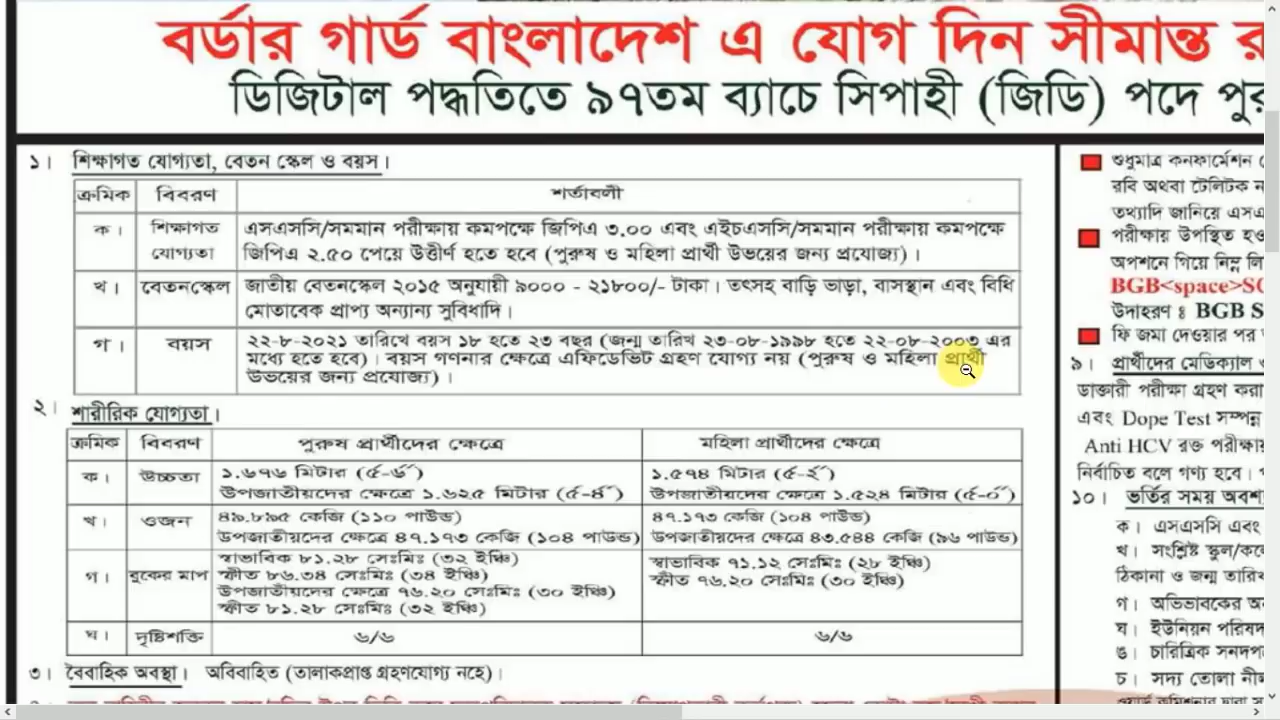 বর্ডার গার্ড বাংলাদেশ এ যোগ দিন সীমান্ত
ডিজিটাল পদ্ধতিতে ৯৭তম ব্যাচে সিপাহী (জিডি) পদে
১। শিক্ষাগত যোগ্যতা, বেতন স্কেল ও বয়স।
ক্রমিক বিবরণ শর্তাবলী
ক। শিক্ষাগত যোগ্যতা এসএসসি/সমমান পরীক্ষায় কমপক্ষে জিপিএ ৩.০০ এবং এইচএসসি/সমমান পরীক্ষায় কমপক্ষে
জিপিএ ২.৫০ পেয়ে উত্তীর্ণ হতে হবে (পুরুষ ও মহিলা প্রার্থী উভয়ের জন্য প্রযোজ্য)।
খ। বেতনস্কেল জাতীয় বেতনস্কেল ২০১৫ অনুযায়ী ৯০০০ - ২১৮০০/- টাকা। তৎসহ বাড়ি ভাড়া, বাসস্থান এবং বিধি
মোতাবেক প্রাপ্য অন্যান্য সুবিধাদি।
গ। বয়স ২২-৮-২০২১ তারিখে বয়স ১৮ হতে ২৩ বছর (জন্ম তারিখ ২৩-০৮-১৯৯৮ হতে ২২-০৮-২০০৩ এর
মধ্যে হতে হবে)। বয়স গণনার ক্ষেত্রে এফিডেভিট গ্রহণ যোগ্য নয় (পুরুষ ও মহিলা প্রার্থী
উভয়ের জন্য প্রযোজ্য)।
২। শারীরিক যোগ্যতা।
ক্রমিক বিবরণ পুরুষ প্রার্থীদের ক্ষেত্রে মহিলা প্রার্থীদের ক্ষেত্রে
ক। উচ্চতা ১.৬৭৬ মিটার (৫'-৬") ১.৫৭৪ মিটার (৫'-২")
উপজাতীয়দের ক্ষেত্রে ১.৬২৫ মিটার (৫'-৪") উপজাতীয়দের ক্ষেত্রে ১.৫২৪ মিটার (৫'-০")
খ। ওজন ৪৯.৮৯৫ কেজি (১১০ পাউন্ড) ৪৭.১৭৩ কেজি (১০৪ পাউন্ড)
উপজাতীয়দের ক্ষেত্রে ৪৭.১৭৩ কেজি (১০৪ পাউন্ড) উপজাতীয়দের ক্ষেত্রে ৪৩.৫৪৪ কেজি (৯৬ পাউন্ড)
গ। বুকের মাপ স্বাভাবিক ৮১.২৮ সেঃমিঃ (৩২ ইঞ্চি) স্বাভাবিক ৭১.১২ সেঃমিঃ (২৮ ইঞ্চি)
স্ফীত ৮৬.৩৪ সেঃমিঃ (৩৪ ইঞ্চি) স্ফীত ৭৬.২০ সেঃমিঃ (৩০ ইঞ্চি)
উপজাতীয়দের ক্ষেত্রে ৭৬.২০ সেঃমিঃ (৩০ ইঞ্চি)
স্ফীত ৮১.২৮ সেঃমিঃ (৩২ ইঞ্চি)
ঘ। দৃষ্টিশক্তি ৬/৬ ৬/৬
৩। বৈবাহিক অবস্থা। অবিবাহিত (তালাকপ্রাপ্ত গ্রহণযোগ্য নহে)।
শুধুমাত্র কনফার্মেশন
রবি অথবা টেলিটক
তথ্যাদি জানিয়ে
পরীক্ষায় উপস্থিত
অপশনে গিয়ে নিম্ন
BGB<space>
উদাহরণ ঃ BGB S
ফি জমা দেওয়ার পর
৯। প্রার্থীদের মেডিক্যাল
ডাক্তারী পরীক্ষা গ্রহণ করা
এবং Dope Test সম্পন্ন
Anti HCV রক্ত পরীক্ষায়
নির্বাচিত বলে গণ্য হবে।
১০। ভর্তির সময়
ক। এসএসসি এবং
খ। সংশ্লিষ্ট
ঠিকানা ও জন্ম
গ। অভিভাবকের
ঘ। ইউনিয়ন পরিষদ
ঙ। চারিত্রিক
চ। সদ্য তোলা